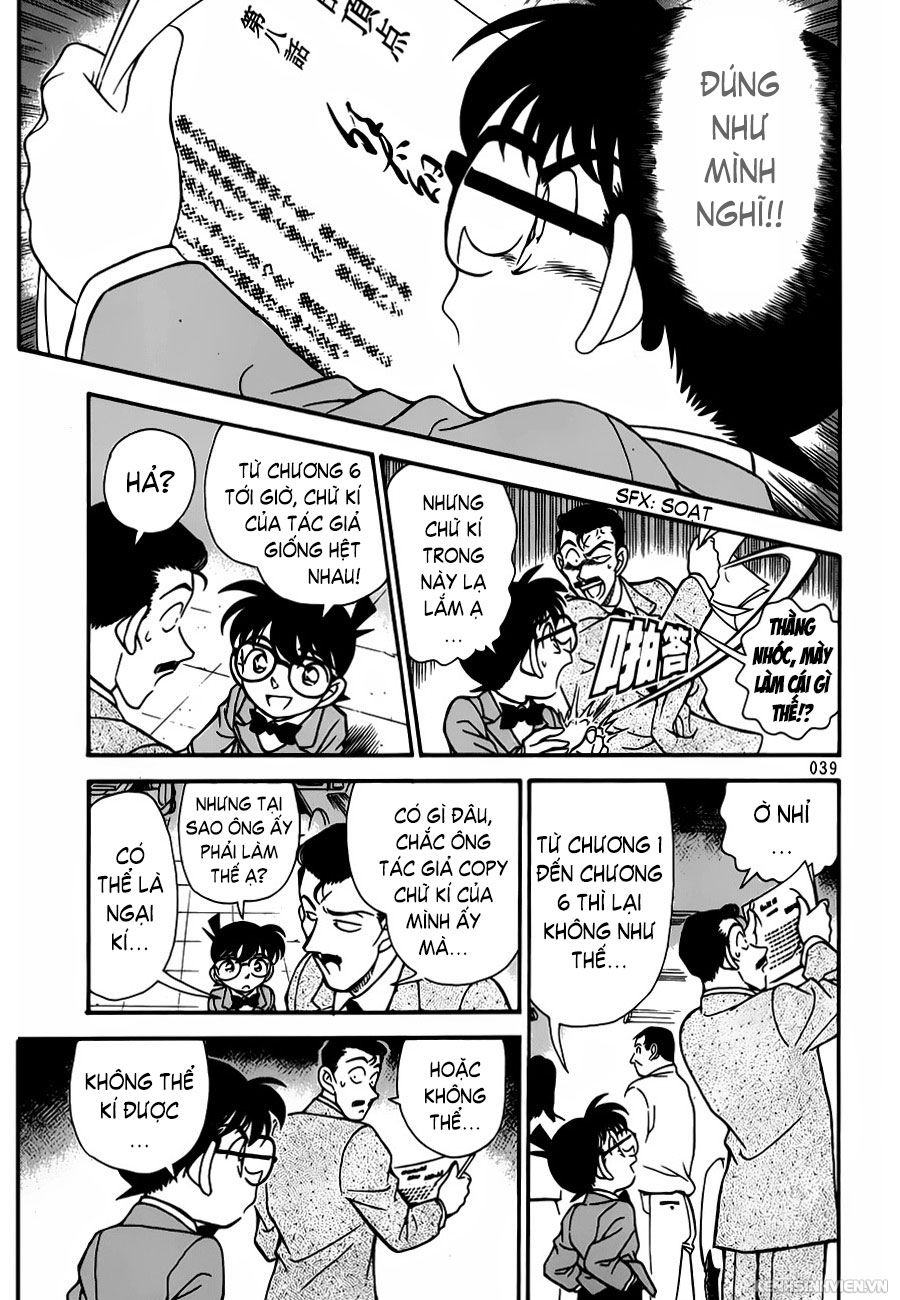 頂点
第八話
ĐÚNG
NHƯ
MÌNH
NGHĨ!!
SFX: SOẠT
THẰNG
NHÓC, MÀY
LÀM CÁI GÌ
THẾ!?
NHƯNG
CHỮ KÍ
TRONG
NÀY LẠ
LẮM Ạ
...
TỪ CHƯƠNG 6
TỚI GIỜ, CHỮ KÍ
CỦA TÁC GIẢ
GIỐNG HỆT
NHAU!
HẢ?
039
Ờ NHỈ
...
TỪ CHƯƠNG 1
ĐẾN CHƯƠNG
6 THÌ LẠI
KHÔNG NHƯ
THẾ...
CÓ GÌ ĐÂU,
CHẮC ÔNG
TÁC GIẢ COPY
CHỮ KÍ CỦA
MÌNH ẤY
MÀ...
NHƯNG TẠI
SAO ÔNG ẤY
PHẢI LÀM
THẾ Ạ?
CÓ
THỂ LÀ
NGẠI
KÍ...
HOẶC
KHÔNG
THỂ...
KHÔNG THỂ
KÍ ĐƯỢC
...